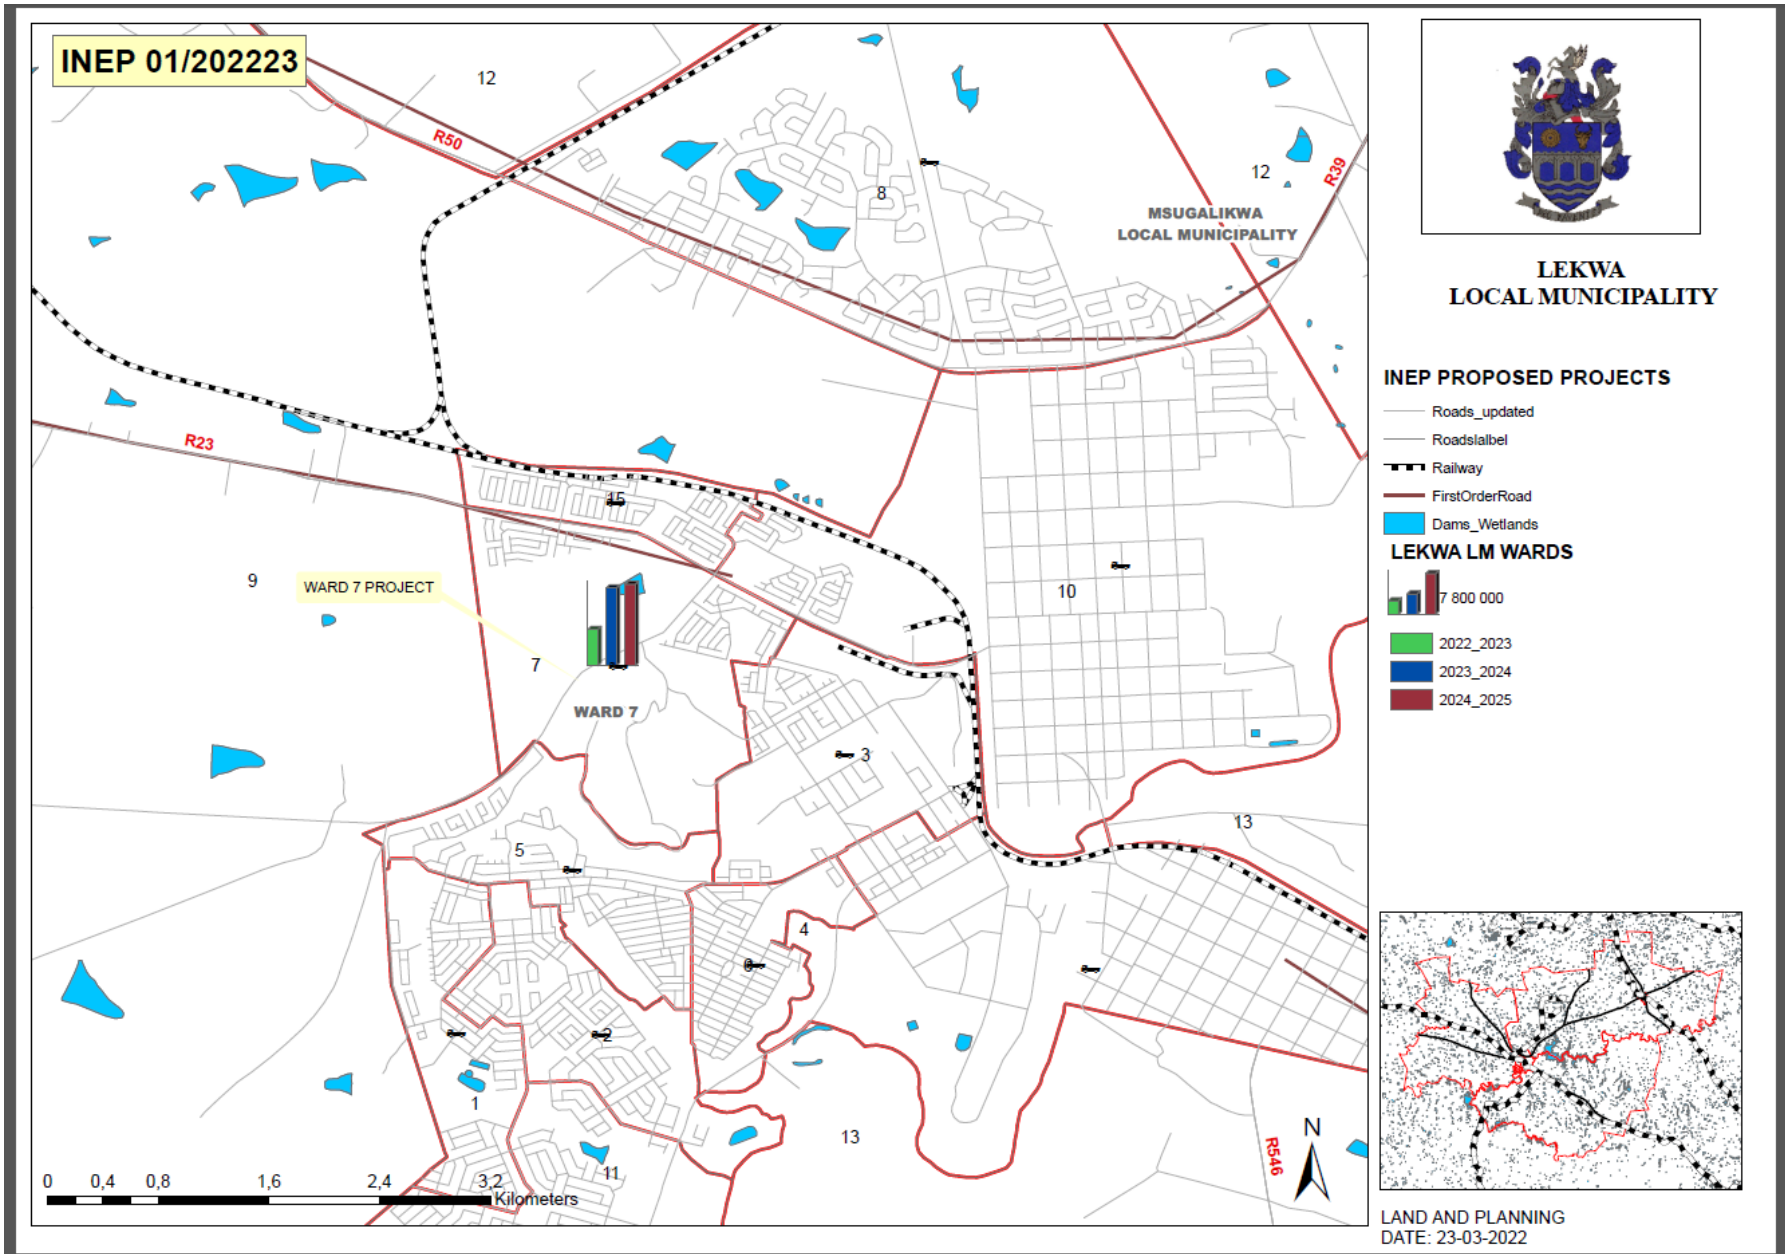 INEP 01/202223
12
R50
8
12
R39
MSUGALIKWA
LOCAL MUNICIPALITY
R23
15
9
WARD 7 PROJECT
10
7
WARD 7
3
13
5
4
6
2
1
13
11
R546
N
0 0,4 0,8 1,6 2,4 3,2
Kilometers
LEKWA
LOCAL MUNICIPALITY
INEP PROPOSED PROJECTS
Roads_updated
Roadslalbel
Railway
FirstOrderRoad
Dams_Wetlands
LEKWA LM WARDS
7 800 000
2022_2023
2023_2024
2024_2025
LAND AND PLANNING
DATE: 23-03-2022